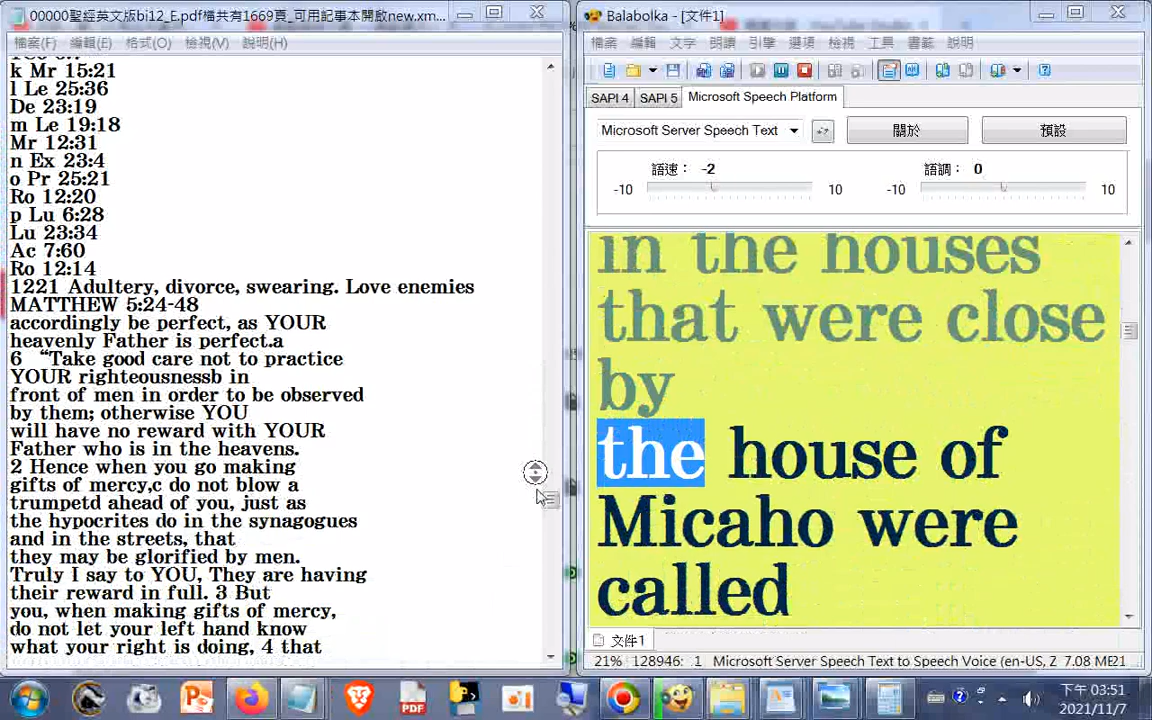 00000聖經英文版bi12_E.pdf檔共有1669頁_可用記事本開啟new.xm...
檔案(F) 編輯(E) 格式(O) 檢視(V) 說明(H)
k Mr 15:21
l Le 25:36
De 23:19
m Le 19:18
Mr 12:31
n Ex 23:4
o Pr 25:21
Ro 12:20
p Lu 6:28
Lu 23:34
Ac 7:60
Ro 12:14
1221 Adultery, divorce, swearing. Love enemies
MATTHEW 5:24-48
accordingly be perfect, as YOUR
heavenly Father is perfect.a
6 “Take good care not to practice
YOUR righteousnessb in
front of men in order to be observed
by them; otherwise YOU
will have no reward with YOUR
Father who is in the heavens.
2 Hence when you go making
gifts of mercy,c do not blow a
trumpetd ahead of you, just as
the hypocrites do in the synagogues
and in the streets, that
they may be glorified by men.
Truly I say to YOU, They are having
their reward in full. 3 But
you, when making gifts of mercy,
do not let your left hand know
what your right is doing, 4 that
Balabolka - [文件1]
檔案 編輯 文字 朗讀 引擎 選項 檢視 工具 書籤 說明
SAPI 4 SAPI 5 Microsoft Speech Platform
Microsoft Server Speech Text 關於 預設
語速： -2 語調： 0
-10 10 -10 10
in the houses
that were close
by
the house of
Micaho were
called
文件1
21% 128946: 1 Microsoft Server Speech Text to Speech Voice (en-US, Z 7.08 ME21
下午 03:51
2021/11/7